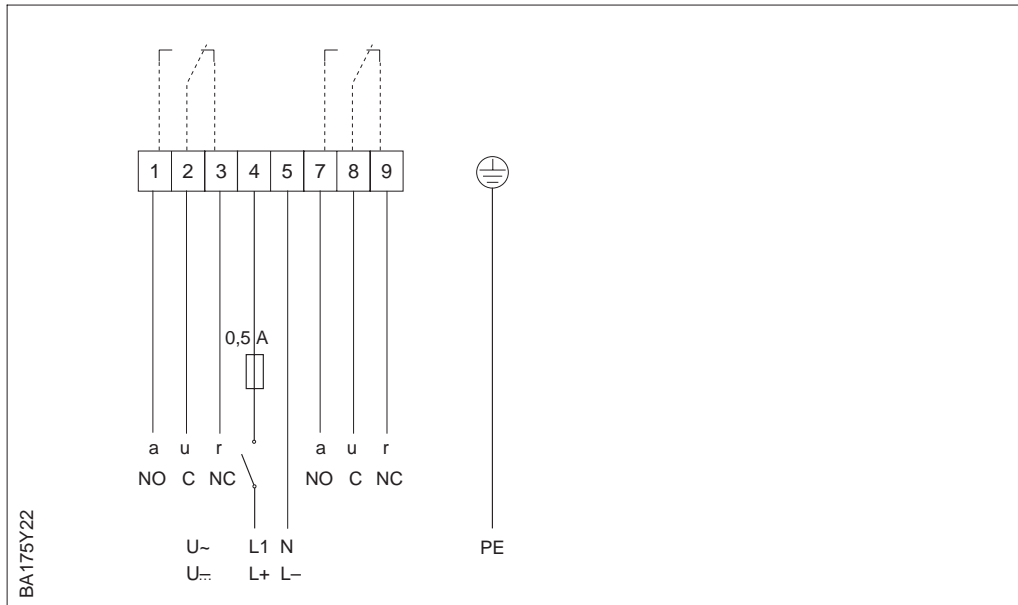 1 2 3 4 5 7 8 9
0,5 A
a u r a u r
NO C NC NO C NC
U~ L1 N PE
U⎓ L+ L–
BA175Y22